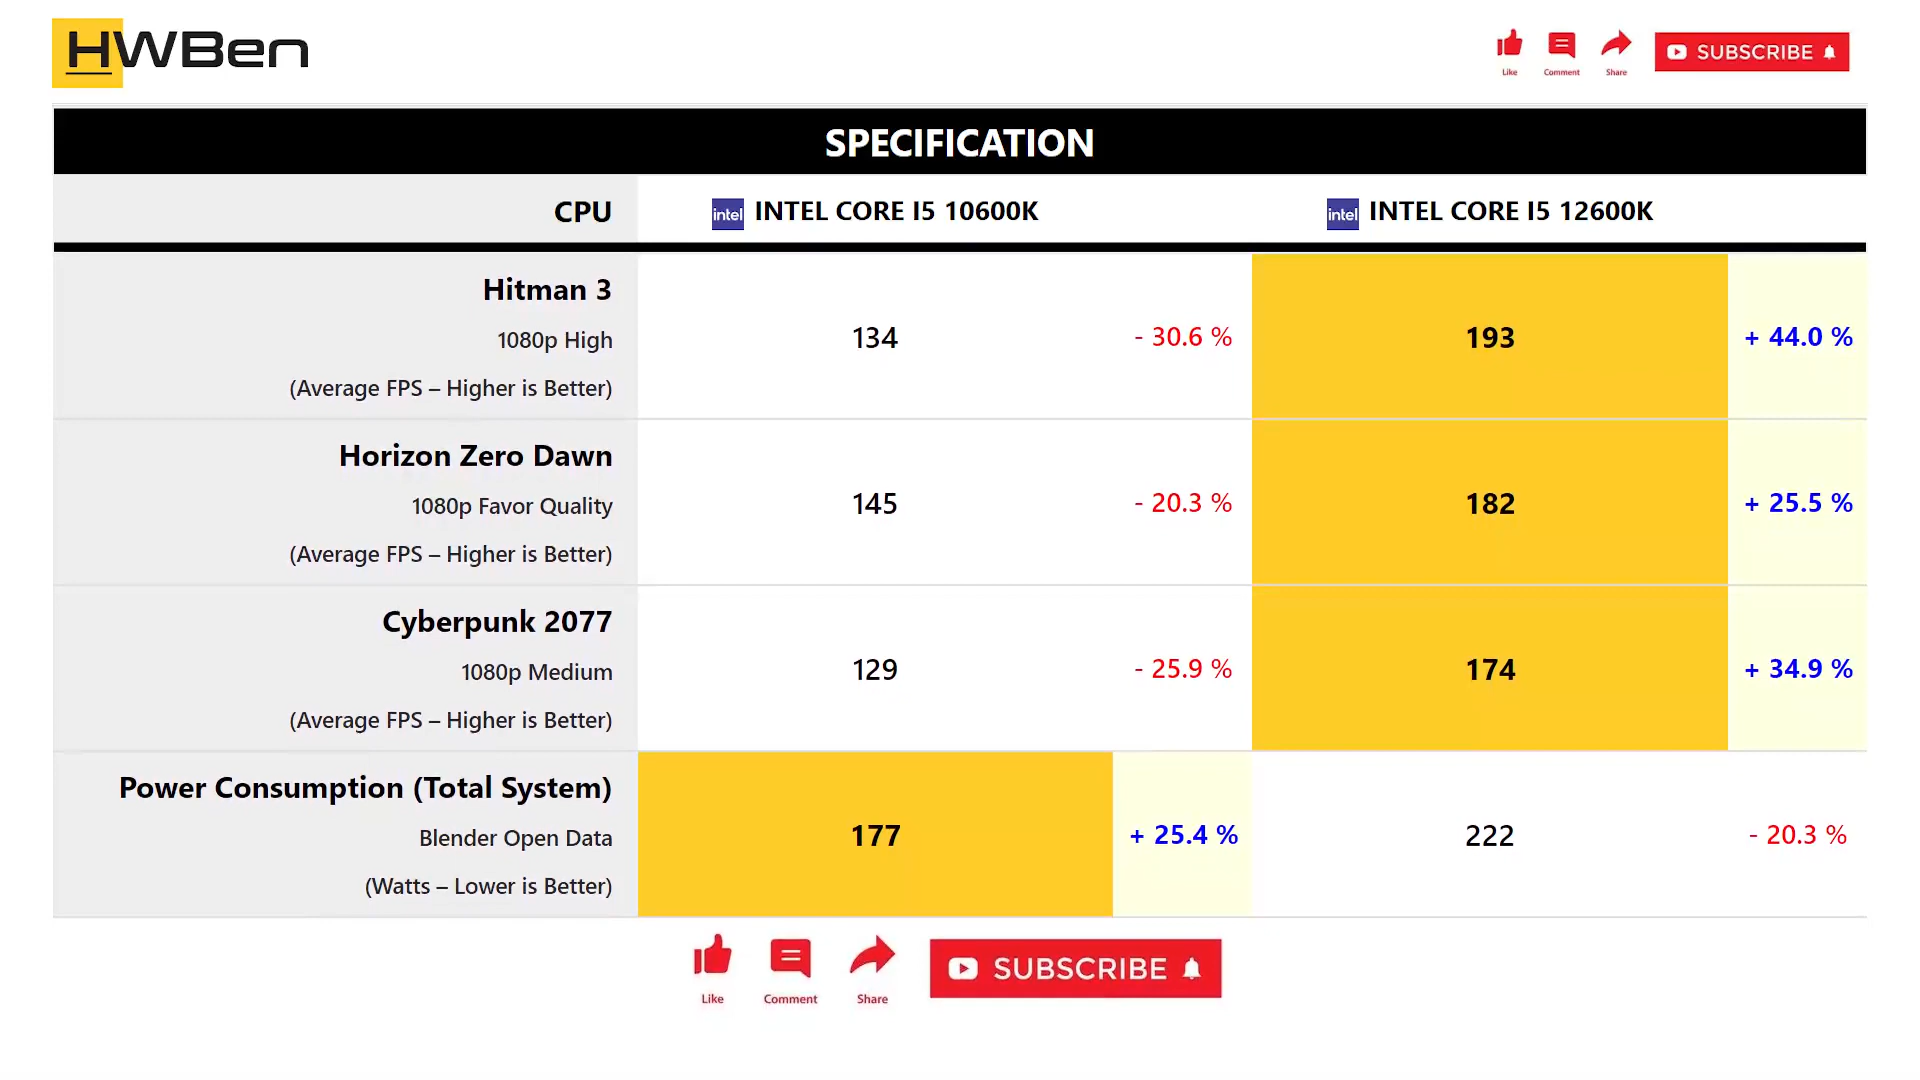 HWBen
Like
Comment
Share
SUBSCRIBE
SPECIFICATION
CPU
intel INTEL CORE I5 10600K
intel INTEL CORE I5 12600K
Hitman 3
1080p High
(Average FPS – Higher is Better)
134
- 30.6 %
193
+ 44.0 %
Horizon Zero Dawn
1080p Favor Quality
(Average FPS – Higher is Better)
145
- 20.3 %
182
+ 25.5 %
Cyberpunk 2077
1080p Medium
(Average FPS – Higher is Better)
129
- 25.9 %
174
+ 34.9 %
Power Consumption (Total System)
Blender Open Data
(Watts – Lower is Better)
177
+ 25.4 %
222
- 20.3 %
Like
Comment
Share
SUBSCRIBE